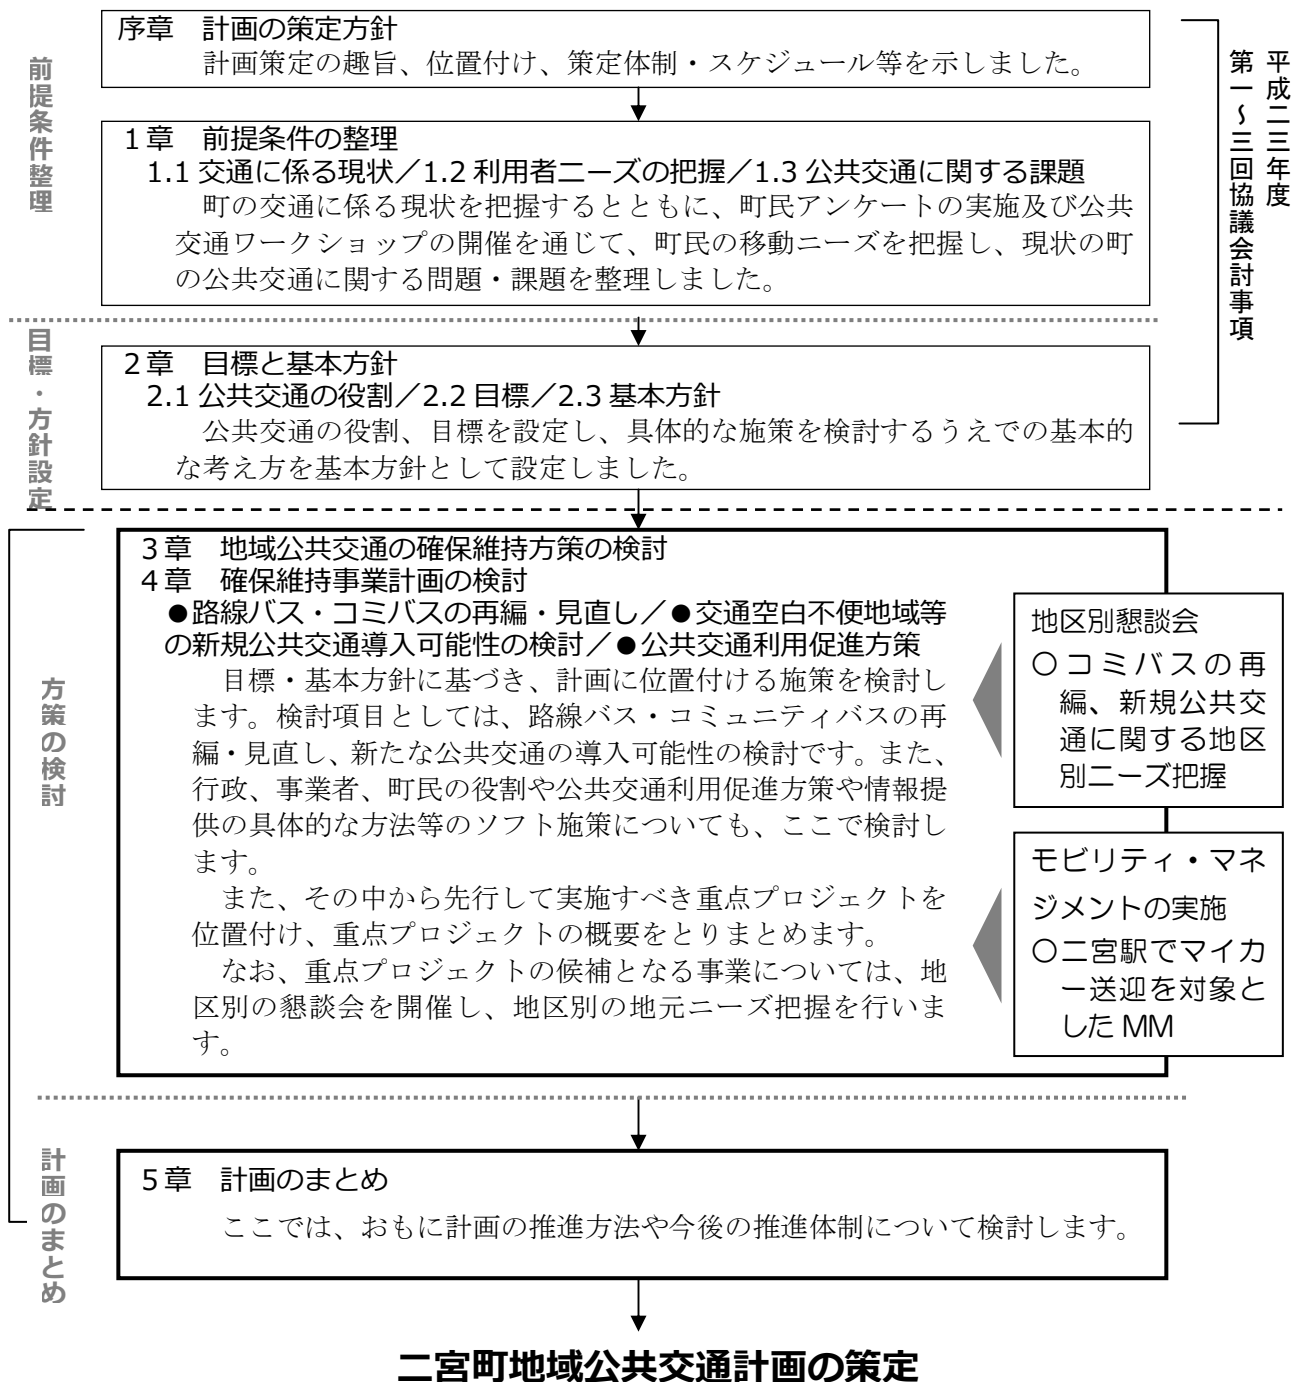 序章 計画の策定方針
計画策定の趣旨、位置付け、策定体制・スケジュール等を示しました。
前提条件整理
平成二三年度
第一～三回協議会討事項
1章 前提条件の整理
1.1 交通に係る現状／1.2 利用者ニーズの把握／1.3 公共交通に関する課題
町の交通に係る現状を把握するとともに、町民アンケートの実施及び公共
交通ワークショップの開催を通じて、町民の移動ニーズを把握し、現状の町
の公共交通に関する問題・課題を整理しました。
目標・方針設定
2章 目標と基本方針
2.1 公共交通の役割／2.2 目標／2.3 基本方針
公共交通の役割、目標を設定し、具体的な施策を検討するうえでの基本的
な考え方を基本方針として設定しました。
方策の検討
3章 地域公共交通の確保維持方策の検討
4章 確保維持事業計画の検討
●路線バス・コミバスの再編・見直し／●交通空白不便地域等
の新規公共交通導入可能性の検討／●公共交通利用促進方策
目標・基本方針に基づき、計画に位置付ける施策を検討し
ます。検討項目としては、路線バス・コミュニティバスの再
編・見直し、新たな公共交通の導入可能性の検討です。また、
行政、事業者、町民の役割や公共交通利用促進方策や情報提
供の具体的な方法等のソフト施策についても、ここで検討し
ます。
また、その中から先行して実施すべき重点プロジェクトを
位置付け、重点プロジェクトの概要をとりまとめます。
なお、重点プロジェクトの候補となる事業については、地
区別の懇談会を開催し、地区別の地元ニーズ把握を行いま
す。
地区別懇談会
○コミバスの再
編、新規公共交
通に関する地区
別ニーズ把握
モビリティ・マネ
ジメントの実施
○二宮駅でマイカ
ー送迎を対象と
した MM
計画のまとめ
5章 計画のまとめ
ここでは、おもに計画の推進方法や今後の推進体制について検討します。
二宮町地域公共交通計画の策定